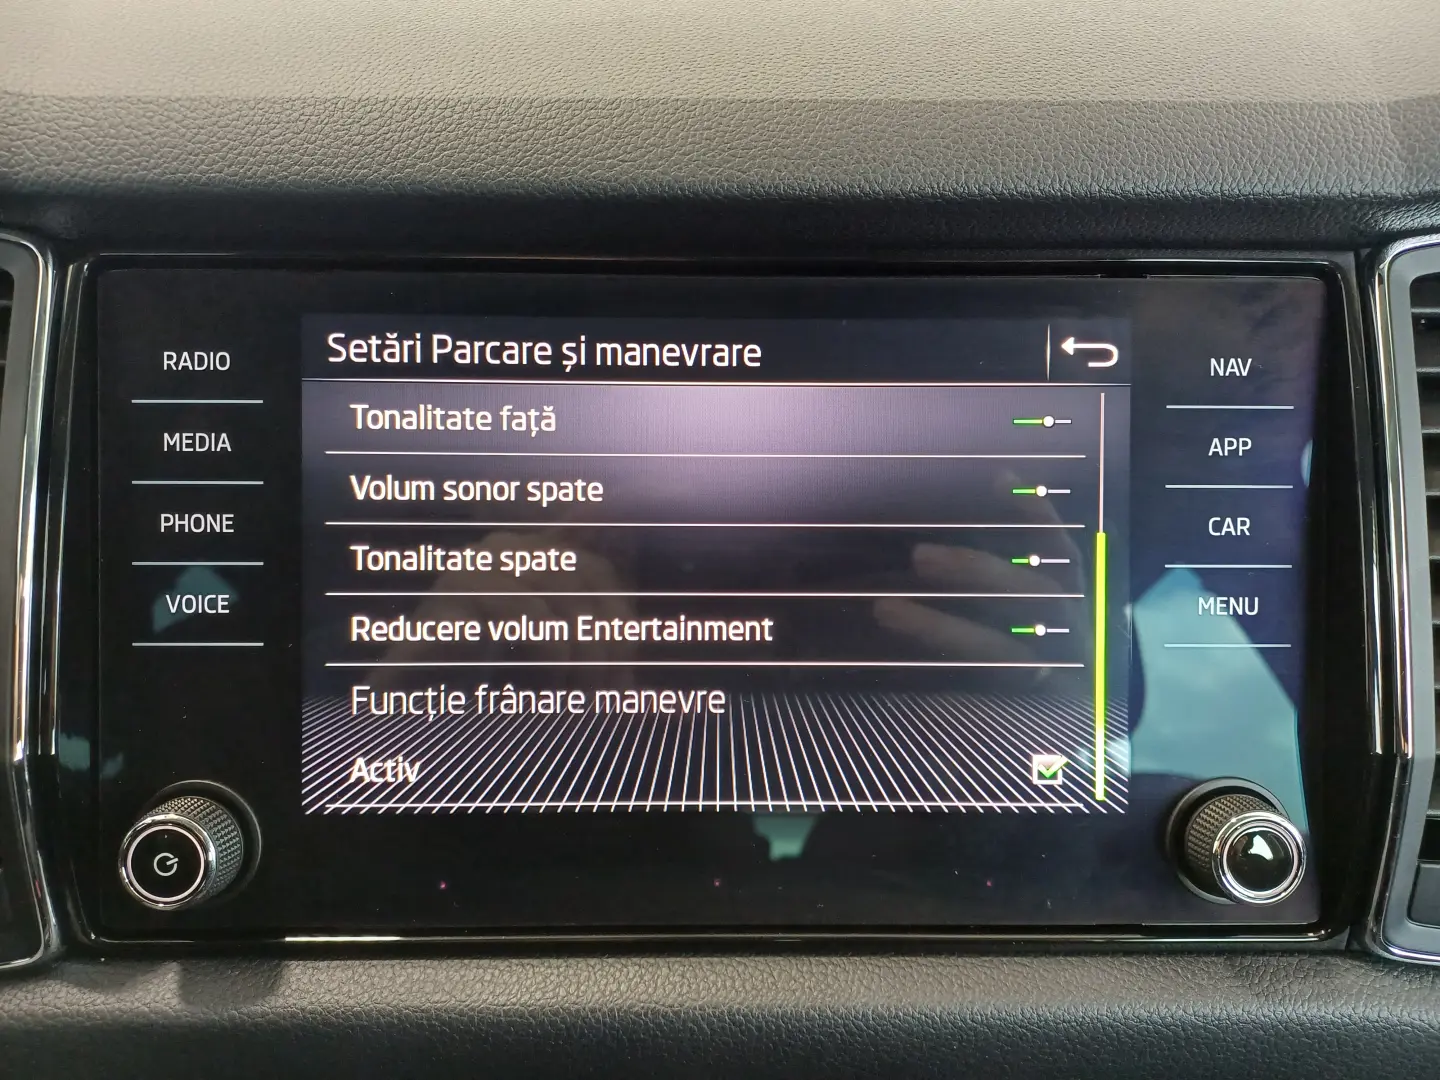 Setări Parcare și manevrare
Tonalitate față
Volum sonor spate
Tonalitate spate
Reducere volum Entertainment
Funcție frânare manevre
Activ
RADIO
MEDIA
PHONE
VOICE
NAV
APP
CAR
MENU